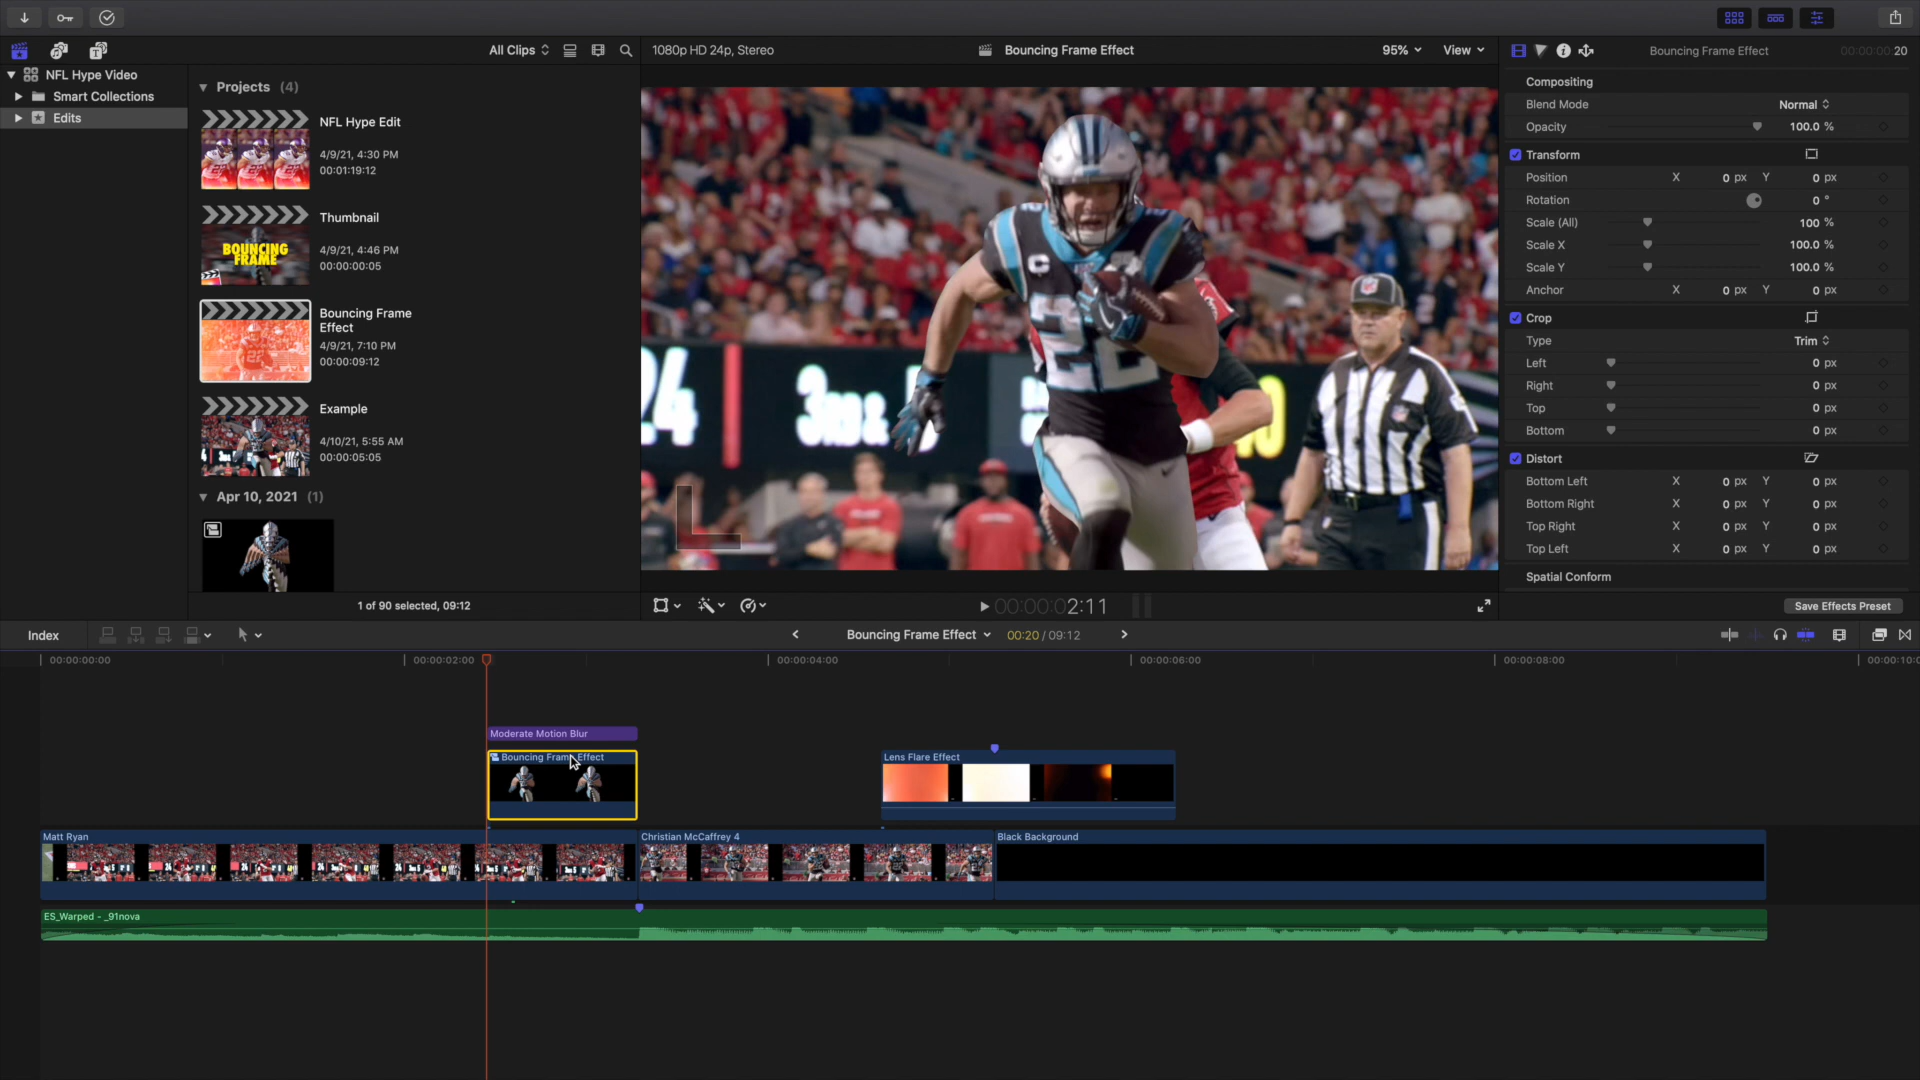 All Clips
1080p HD 24p, Stereo
Bouncing Frame Effect
95%
View
Bouncing Frame Effect
00:00:00:20
NFL Hype Video
Smart Collections
Edits
Projects (4)
NFL Hype Edit
4/9/21, 4:30 PM
00:01:19:12
Thumbnail
4/9/21, 4:46 PM
00:00:00:05
BOUNCING
FRAME
Bouncing Frame
Effect
4/9/21, 7:10 PM
00:00:09:12
Example
4/10/21, 5:55 AM
00:00:05:05
Apr 10, 2021 (1)
1 of 90 selected, 09:12
C
22
24
3
Compositing
Blend Mode Normal
Opacity 100.0 %
Transform
Position X 0 px Y 0 px
Rotation 0 °
Scale (All) 100 %
Scale X 100.0 %
Scale Y 100.0 %
Anchor X 0 px Y 0 px
Crop
Type Trim
Left 0 px
Right 0 px
Top 0 px
Bottom 0 px
Distort
Bottom Left X 0 px Y 0 px
Bottom Right X 0 px Y 0 px
Top Right X 0 px Y 0 px
Top Left X 0 px Y 0 px
Spatial Conform
Save Effects Preset
00:00:02:11
Index
Bouncing Frame Effect
00:20 / 09:12
00:00:00:00
00:00:02:00
00:00:04:00
00:00:06:00
00:00:08:00
Moderate Motion Blur
Bouncing Frame Effect
Lens Flare Effect
Matt Ryan
Christian McCaffrey 4
Black Background
ES_Warped - _91nova